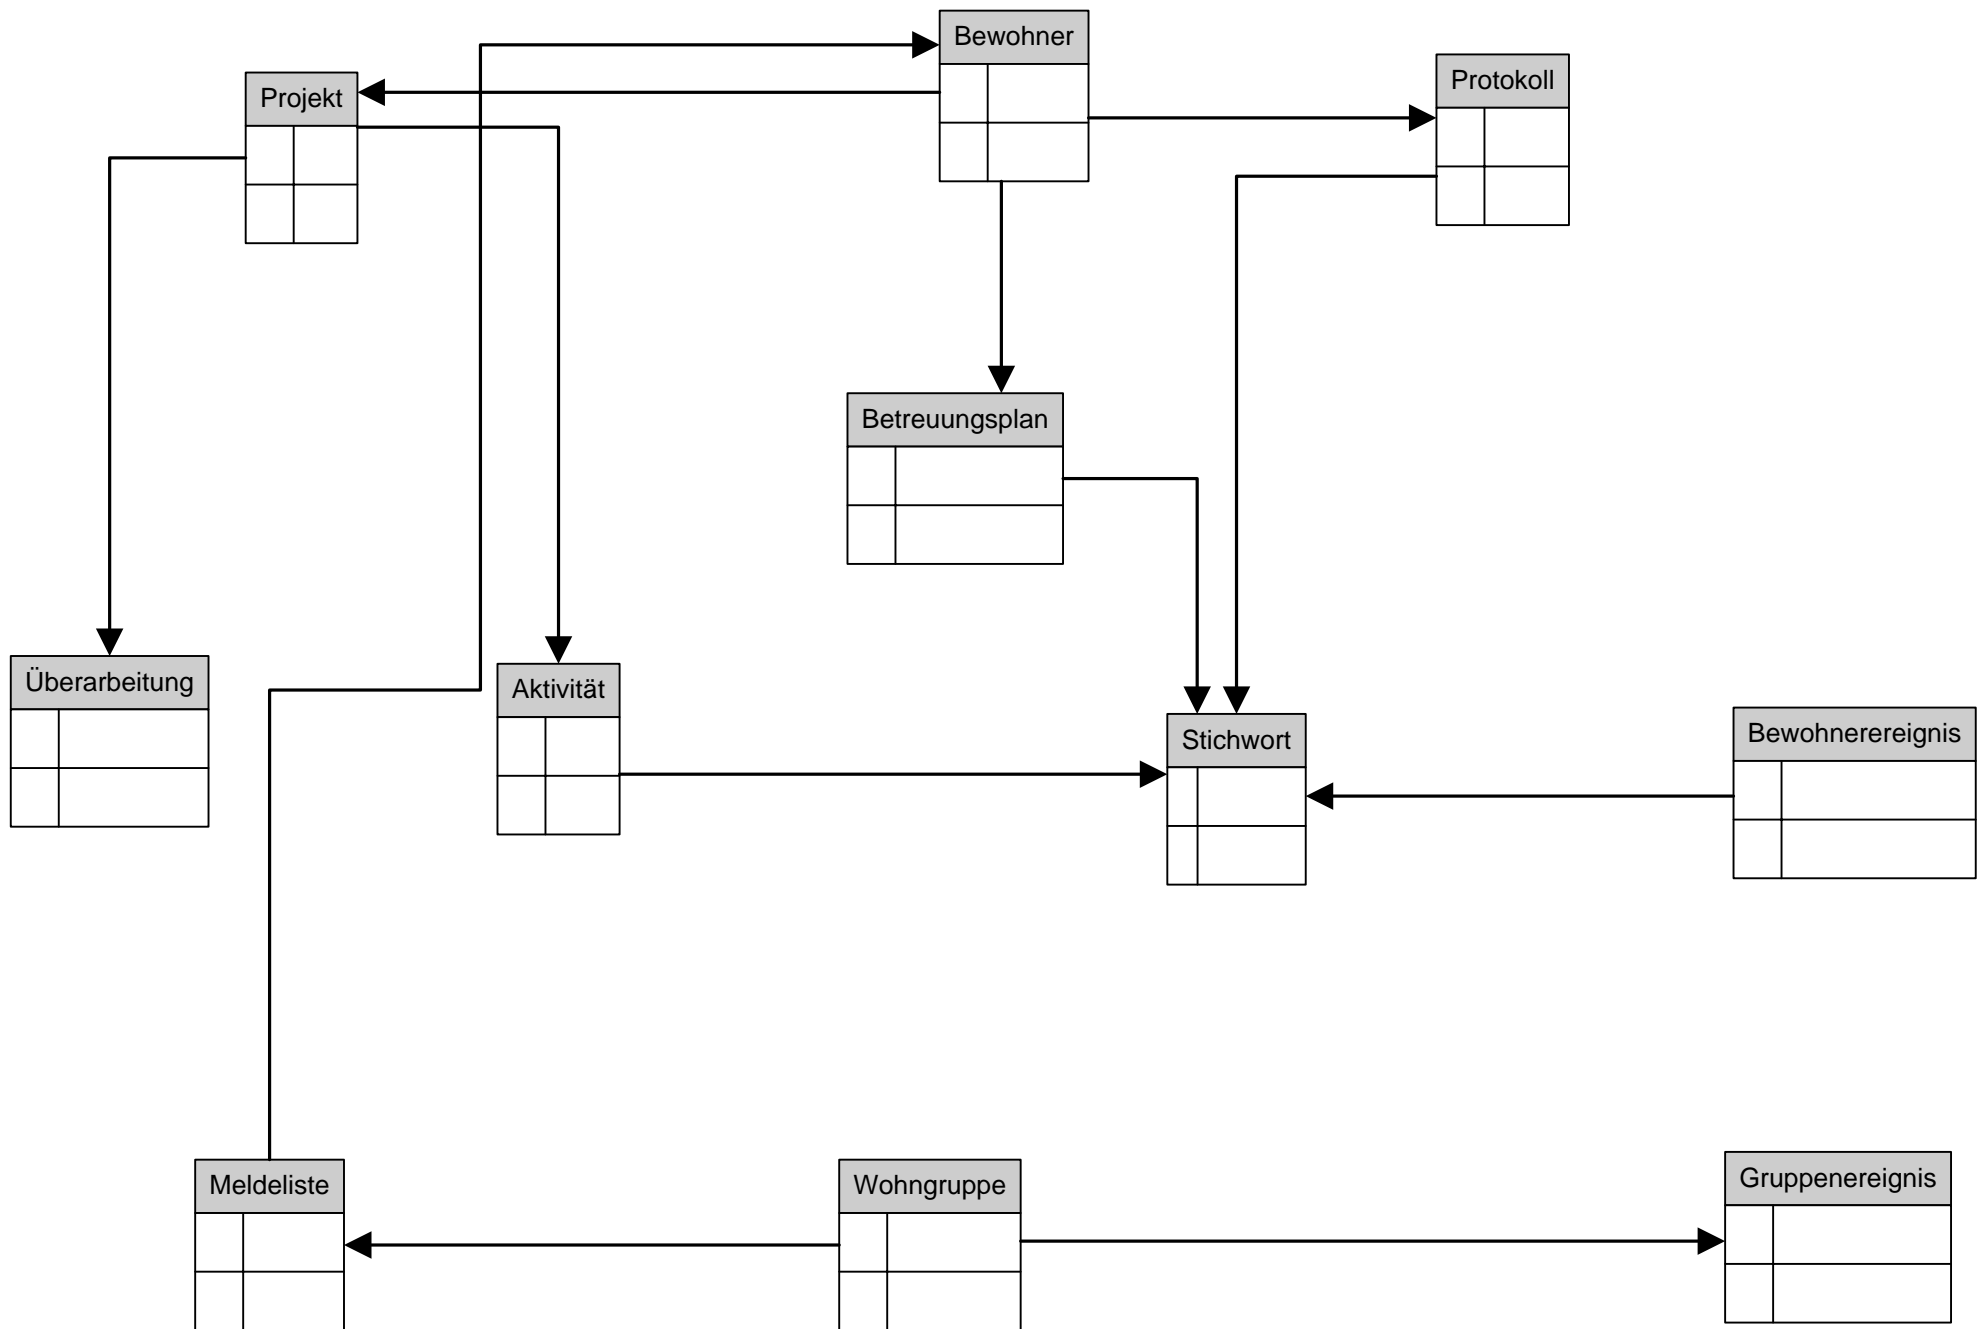 Bewohner
Projekt
Protokoll
Betreuungsplan
Überarbeitung
Aktivität
Stichwort
Bewohnerereignis
Meldeliste
Wohngruppe
Gruppenereignis